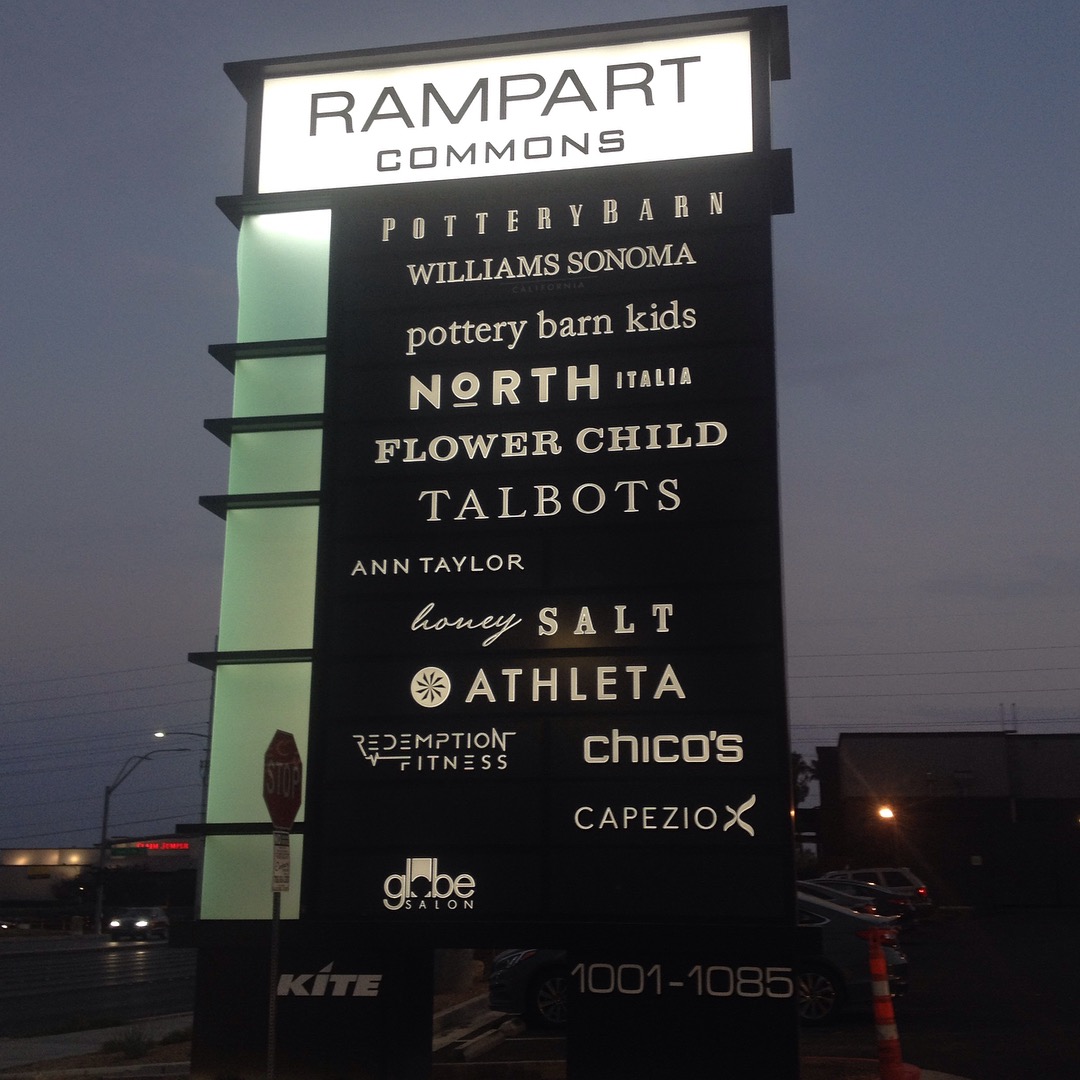 RAMPART
COMMONS
POTTERYBARN
WILLIAMS SONOMA
CALIFORNIA
pottery barn kids
NORTH ITALIA
FLOWER CHILD
TALBOTS
ANN TAYLOR
honey SALT
ATHLETA
REDEMPTION
FITNESS
chico's
CAPEZIO
STOP
globe
SALON
KITE
1001-1085